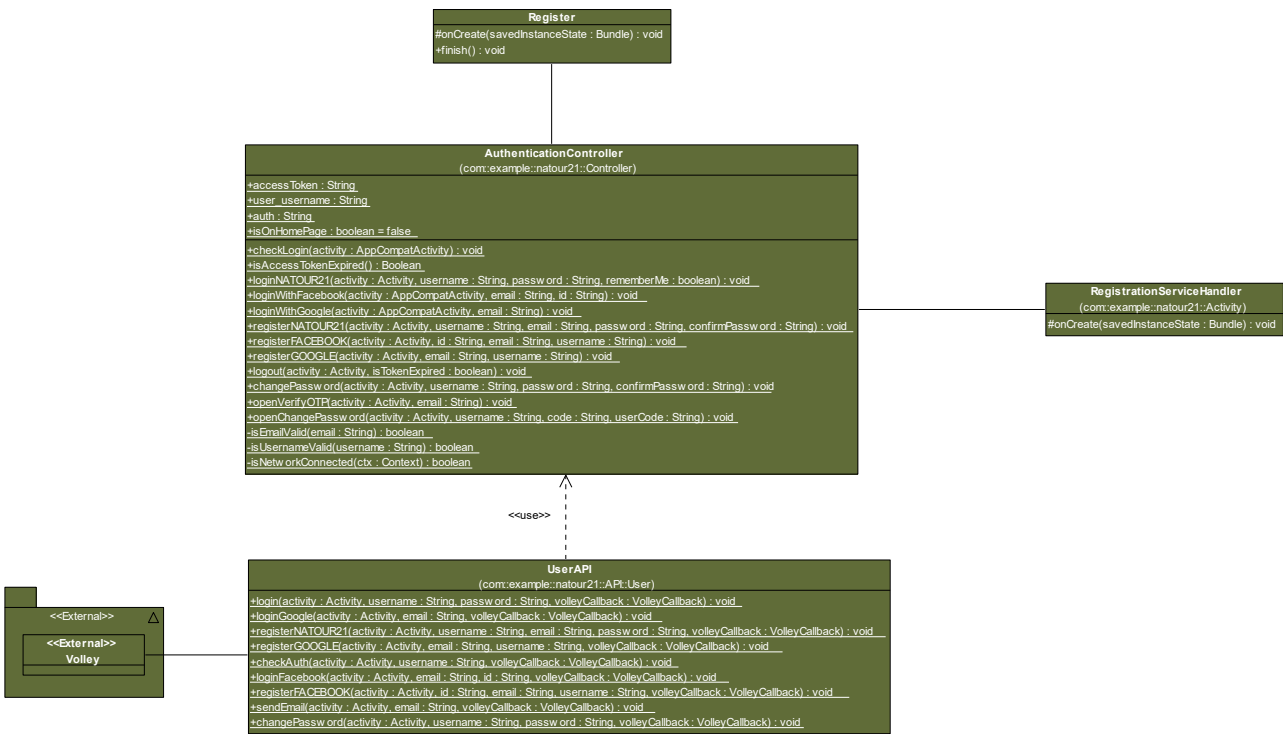 Register
#onCreate(savedInstanceState : Bundle) : void
+finish() : void
AuthenticationController
(com::example::natour21::Controller)
+accessToken : String
+user_username : String
+auth : String
+isOnHomePage : boolean = false
+checkLogin(activity : AppCompatActivity) : void
+isAccessTokenExpired() : Boolean
+loginNATOUR21(activity : Activity, username : String, password : String, rememberMe : boolean) : void
+loginWithFacebook(activity : AppCompatActivity, email : String, id : String) : void
+loginWithGoogle(activity : AppCompatActivity, email : String) : void
+registerNATOUR21(activity : Activity, username : String, email : String, password : String, confirmPassword : String) : void
+registerFACEBOOK(activity : Activity, id : String, email : String, username : String) : void
+registerGOOGLE(activity : Activity, email : String, username : String) : void
+logout(activity : Activity, isTokenExpired : boolean) : void
+changePassword(activity : Activity, username : String, password : String, confirmPassword : String) : void
+openVerifyOTP(activity : Activity, email : String) : void
+openChangePassword(activity : Activity, username : String, code : String, userCode : String) : void
-isEmailValid(email : String) : boolean
-isUsernameValid(username : String) : boolean
-isNetworkConnected(ctx : Context) : boolean
RegistrationServiceHandler
(com::example::natour21::Activity)
#onCreate(savedInstanceState : Bundle) : void
<<use>>
UserAPI
(com::example::natour21::API::User)
+login(activity : Activity, username : String, password : String, volleyCallback : VolleyCallback) : void
+loginGoogle(activity : Activity, email : String, volleyCallback : VolleyCallback) : void
+registerNATOUR21(activity : Activity, username : String, email : String, password : String, volleyCallback : VolleyCallback) : void
+registerGOOGLE(activity : Activity, email : String, username : String, volleyCallback : VolleyCallback) : void
+checkAuth(activity : Activity, username : String, volleyCallback : VolleyCallback) : void
+loginFacebook(activity : Activity, email : String, id : String, volleyCallback : VolleyCallback) : void
+registerFACEBOOK(activity : Activity, id : String, email : String, username : String, volleyCallback : VolleyCallback) : void
+sendEmail(activity : Activity, email : String, volleyCallback : VolleyCallback) : void
+changePassword(activity : Activity, username : String, password : String, volleyCallback : VolleyCallback) : void
<<External>>
<<External>>
Volley